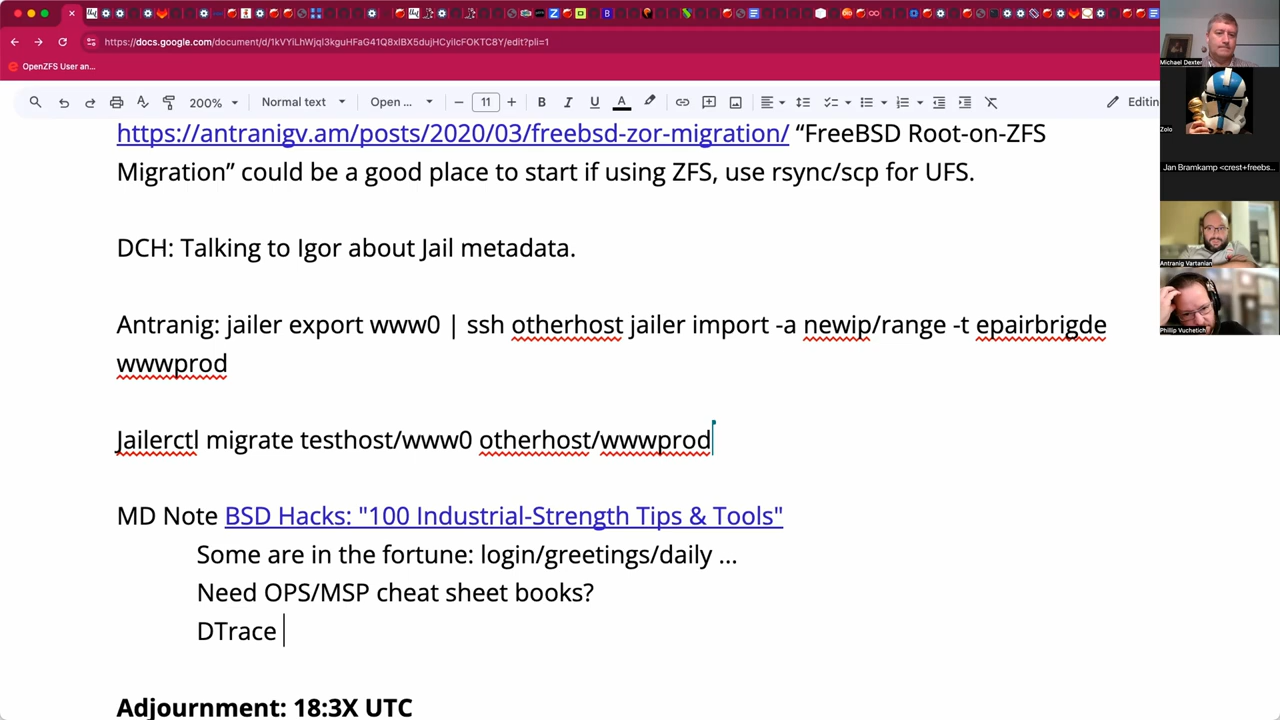 https://docs.google.com/document/d/1kVYiLhWjqI3kguHFaG41Q8xIBX5dujHCyiIcFOKTC8Y/edit?pli=1
OpenZFS User an...
200%
Normal text
Open ...
11
Editin
https://antranigv.am/posts/2020/03/freebsd-zor-migration/ “FreeBSD Root-on-ZFS
Migration” could be a good place to start if using ZFS, use rsync/scp for UFS.
DCH: Talking to Igor about Jail metadata.
Antranig: jailer export www0 | ssh otherhost jailer import -a newip/range -t epairbrigde
wwwprod
Jailerctl migrate testhost/www0 otherhost/wwwprod
MD Note BSD Hacks: "100 Industrial-Strength Tips & Tools"
Some are in the fortune: login/greetings/daily ...
Need OPS/MSP cheat sheet books?
DTrace
Adjournment: 18:3X UTC
Michael Dexter
Zolo
Jan Bramkamp <crest+freebs...
Antranig Vartanian
Phillip Vuchetich